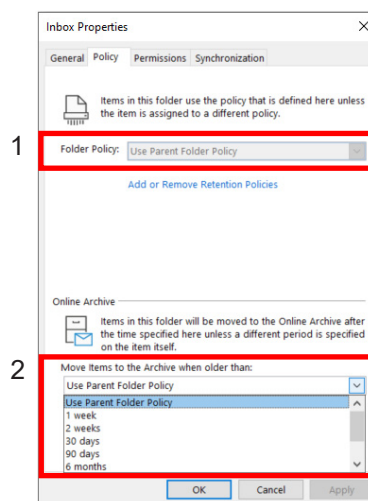 Inbox Properties
General Policy Permissions Synchronization
Items in this folder use the policy that is defined here unless
the item is assigned to a different policy.
1
Folder Policy: Use Parent Folder Policy
Add or Remove Retention Policies
Online Archive
Items in this folder will be moved to the Online Archive after
the time specified here unless a different period is specified
on the item itself.
2
Move Items to the Archive when older than:
Use Parent Folder Policy
Use Parent Folder Policy
1 week
2 weeks
30 days
90 days
6 months
OK Cancel Apply